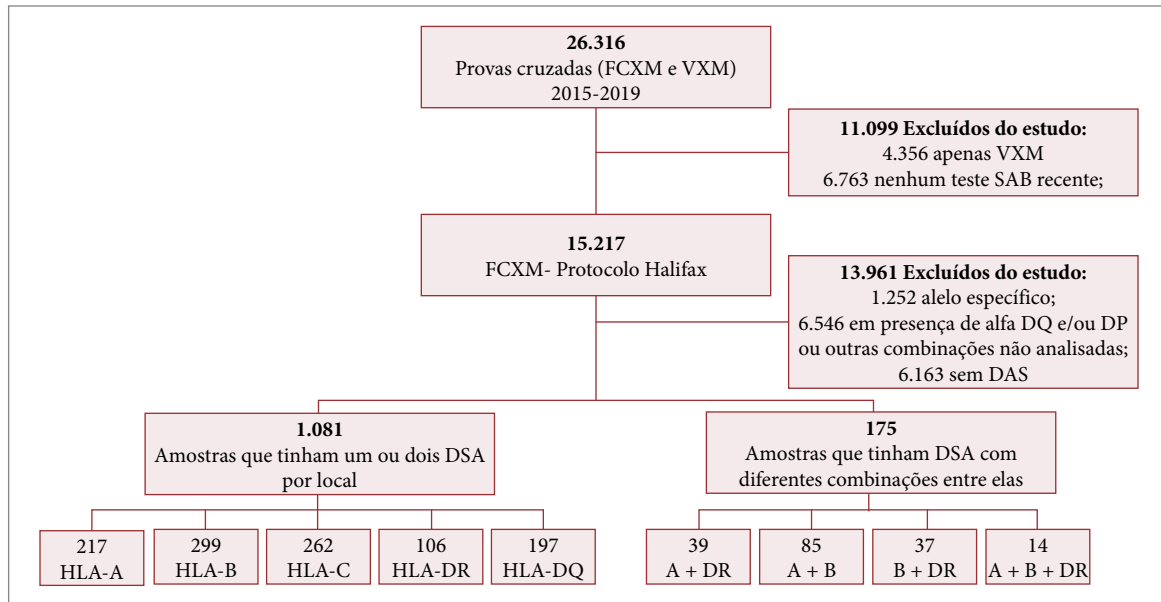 26.316
Provas cruzadas (FCXM e VXM)
2015-2019
11.099 Excluídos do estudo:
4.356 apenas VXM
6.763 nenhum teste SAB recente;
15.217
FCXM- Protocolo Halifax
13.961 Excluídos do estudo:
1.252 alelo específico;
6.546 em presença de alfa DQ e/ou DP
ou outras combinações não analisadas;
6.163 sem DAS
1.081
Amostras que tinham um ou dois DSA
por local
175
Amostras que tinham DSA com
diferentes combinações entre elas
217
HLA-A
299
HLA-B
262
HLA-C
106
HLA-DR
197
HLA-DQ
39
A + DR
85
A + B
37
B + DR
14
A + B + DR